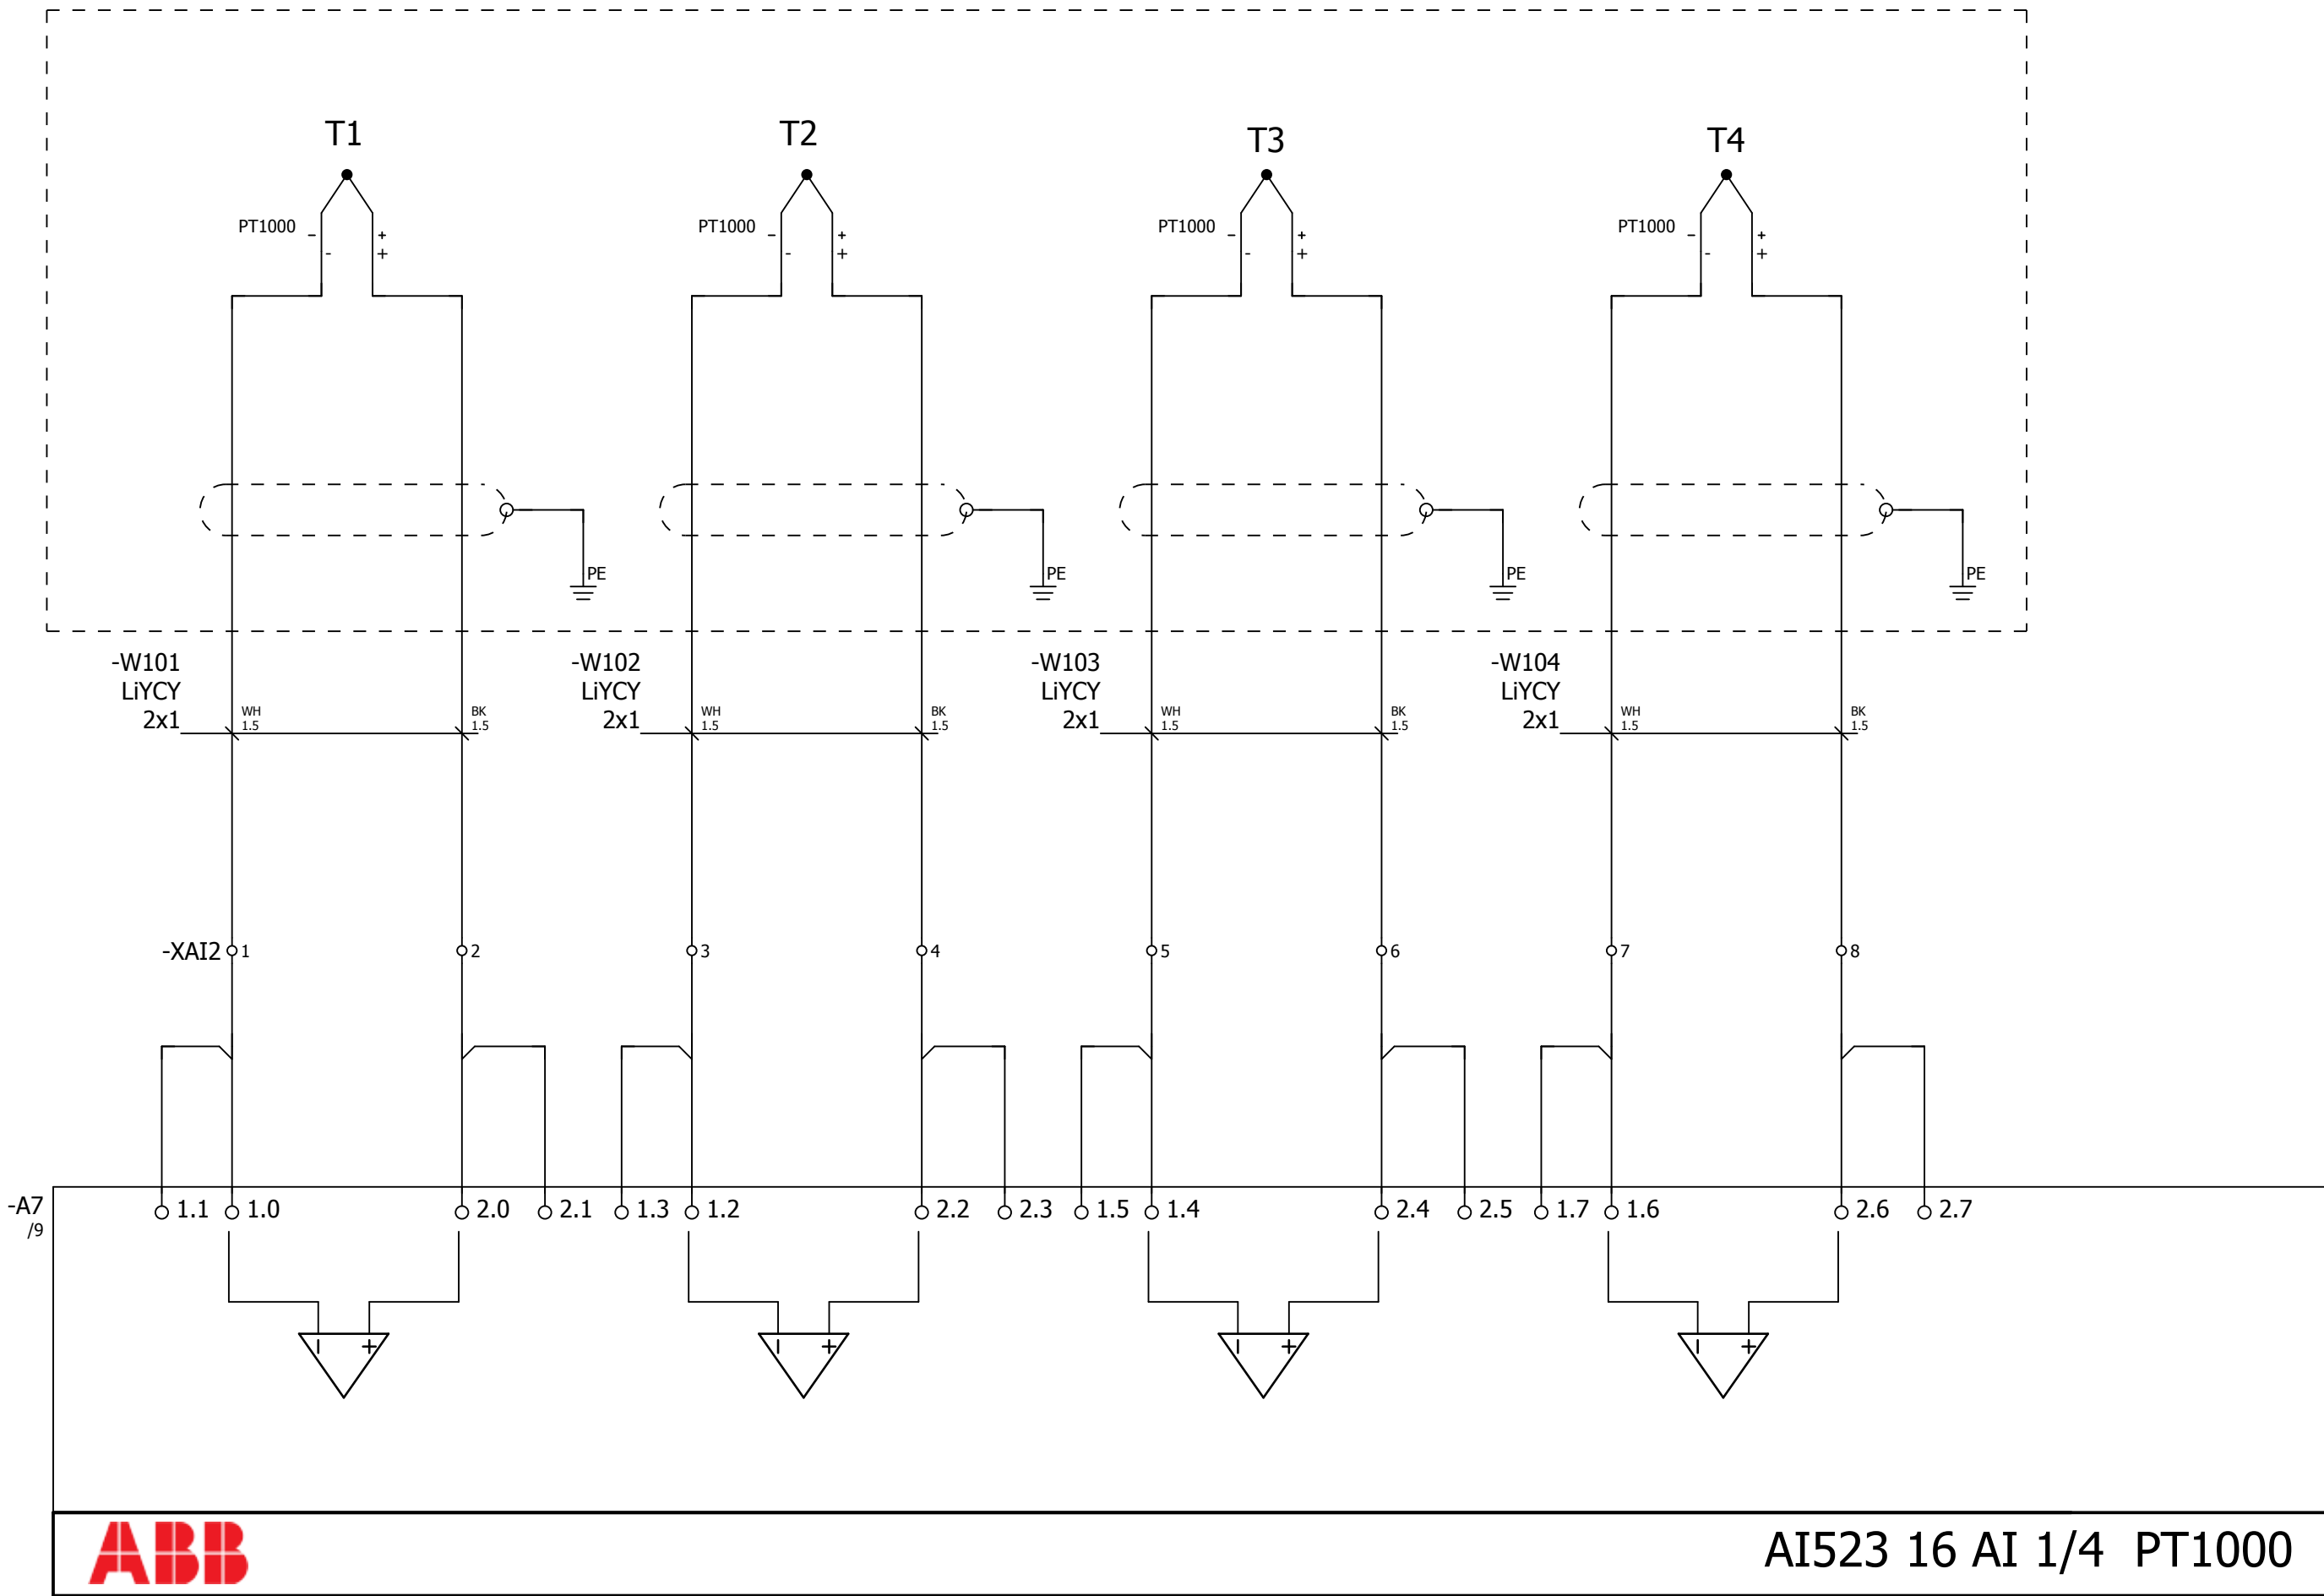 T1 T2 T3 T4
PT1000 - + PT1000 - + PT1000 - + PT1000 - +
- + - + - + - +
PE PE PE PE
-W101 -W102 -W103 -W104
LiYCY LiYCY LiYCY LiYCY
2x1 WH BK 2x1 WH BK 2x1 WH BK 2x1 WH BK
1.5 1.5 1.5 1.5 1.5 1.5 1.5 1.5
-XAI2 1 2 3 4 5 6 7 8
-A7 1.1 1.0 2.0 2.1 1.3 1.2 2.2 2.3 1.5 1.4 2.4 2.5 1.7 1.6 2.6 2.7
/9
- + - + - + - +
ABB AI523 16 AI 1/4 PT1000